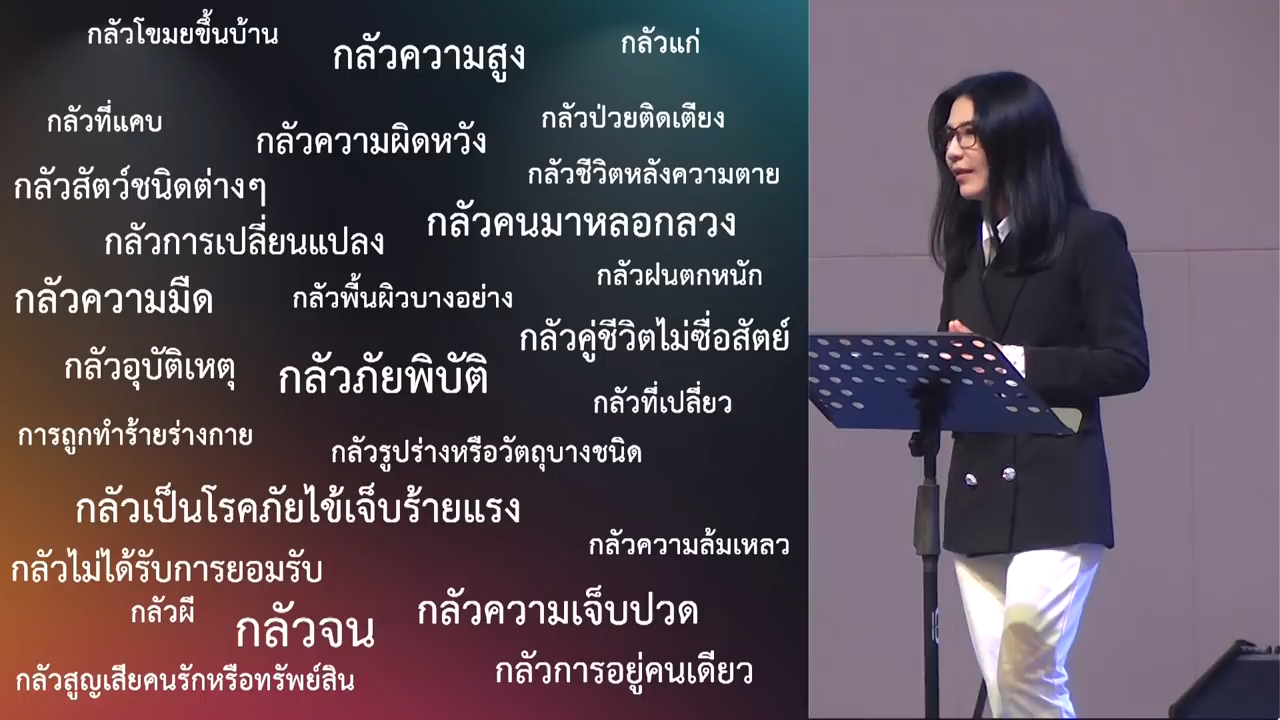 กลัวโขมยขึ้นบ้าน
กลัวความสูง
กลัวแก่
กลัวที่แคบ
กลัวความผิดหวัง
กลัวป่วยติดเตียง
กลัวสัตว์ชนิดต่างๆ
กลัวชีวิตหลังความตาย
กลัวการเปลี่ยนแปลง
กลัวคนมาหลอกลวง
กลัวความมืด
กลัวพื้นผิวบางอย่าง
กลัวฝนตกหนัก
กลัวคู่ชีวิตไม่ซื่อสัตย์
กลัวอุบัติเหตุ
กลัวภัยพิบัติ
กลัวที่เปลี่ยว
การถูกทำร้ายร่างกาย
กลัวรูปร่างหรือวัตถุบางชนิด
กลัวเป็นโรคภัยไข้เจ็บร้ายแรง
กลัวความล้มเหลว
กลัวไม่ได้รับการยอมรับ
กลัวผี
กลัวจน
กลัวความเจ็บปวด
กลัวสูญเสียคนรักหรือทรัพย์สิน
กลัวการอยู่คนเดียว